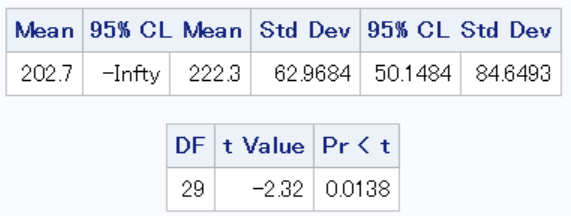 Mean 95% CL Mean Std Dev 95% CL Std Dev
202.7 -Infty 222.3 62.9684 50.1484 84.6493
DF t Value Pr < t
29 -2.32 0.0138